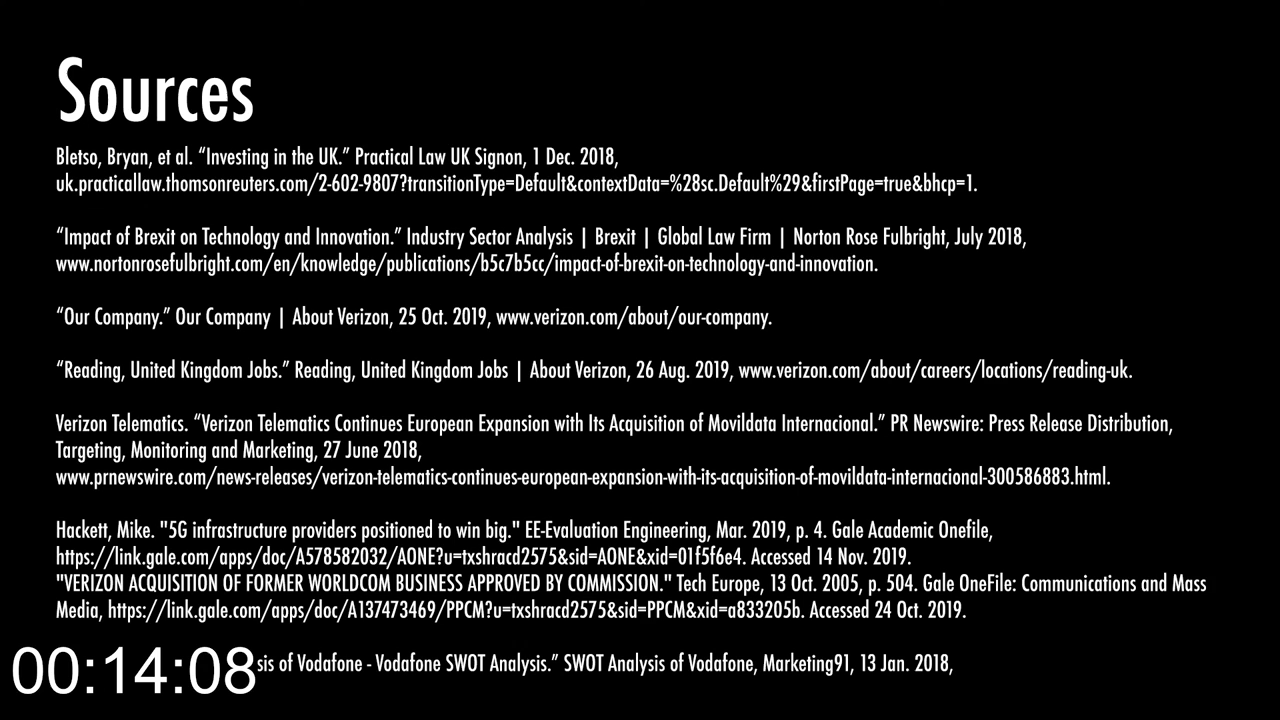 Sources
Bletso, Bryan, et al. “Investing in the UK.” Practical Law UK Signon, 1 Dec. 2018,
uk.practicallaw.thomsonreuters.com/2-602-9807?transitionType=Default&contextData=%28sc.Default%29&firstPage=true&bhcp=1.
“Impact of Brexit on Technology and Innovation.” Industry Sector Analysis | Brexit | Global Law Firm | Norton Rose Fulbright, July 2018,
www.nortonrosefulbright.com/en/knowledge/publications/b5c7b5cc/impact-of-brexit-on-technology-and-innovation.
“Our Company.” Our Company | About Verizon, 25 Oct. 2019, www.verizon.com/about/our-company.
“Reading, United Kingdom Jobs.” Reading, United Kingdom Jobs | About Verizon, 26 Aug. 2019, www.verizon.com/about/careers/locations/reading-uk.
Verizon Telematics. “Verizon Telematics Continues European Expansion with Its Acquisition of Movildata Internacional.” PR Newswire: Press Release Distribution,
Targeting, Monitoring and Marketing, 27 June 2018,
www.prnewswire.com/news-releases/verizon-telematics-continues-european-expansion-with-its-acquisition-of-movildata-internacional-300586883.html.
Hackett, Mike. "5G infrastructure providers positioned to win big." EE-Evaluation Engineering, Mar. 2019, p. 4. Gale Academic Onefile,
https://link.gale.com/apps/doc/A578582032/AONE?u=txshracd2575&sid=AONE&xid=01f5f6e4. Accessed 14 Nov. 2019.
"VERIZON ACQUISITION OF FORMER WORLDCOM BUSINESS APPROVED BY COMMISSION." Tech Europe, 13 Oct. 2005, p. 504. Gale OneFile: Communications and Mass
Media, https://link.gale.com/apps/doc/A137473469/PPCM?u=txshracd2575&sid=PPCM&xid=a833205b. Accessed 24 Oct. 2019.
00:14:08 sis of Vodafone - Vodafone SWOT Analysis.” SWOT Analysis of Vodafone, Marketing91, 13 Jan. 2018,